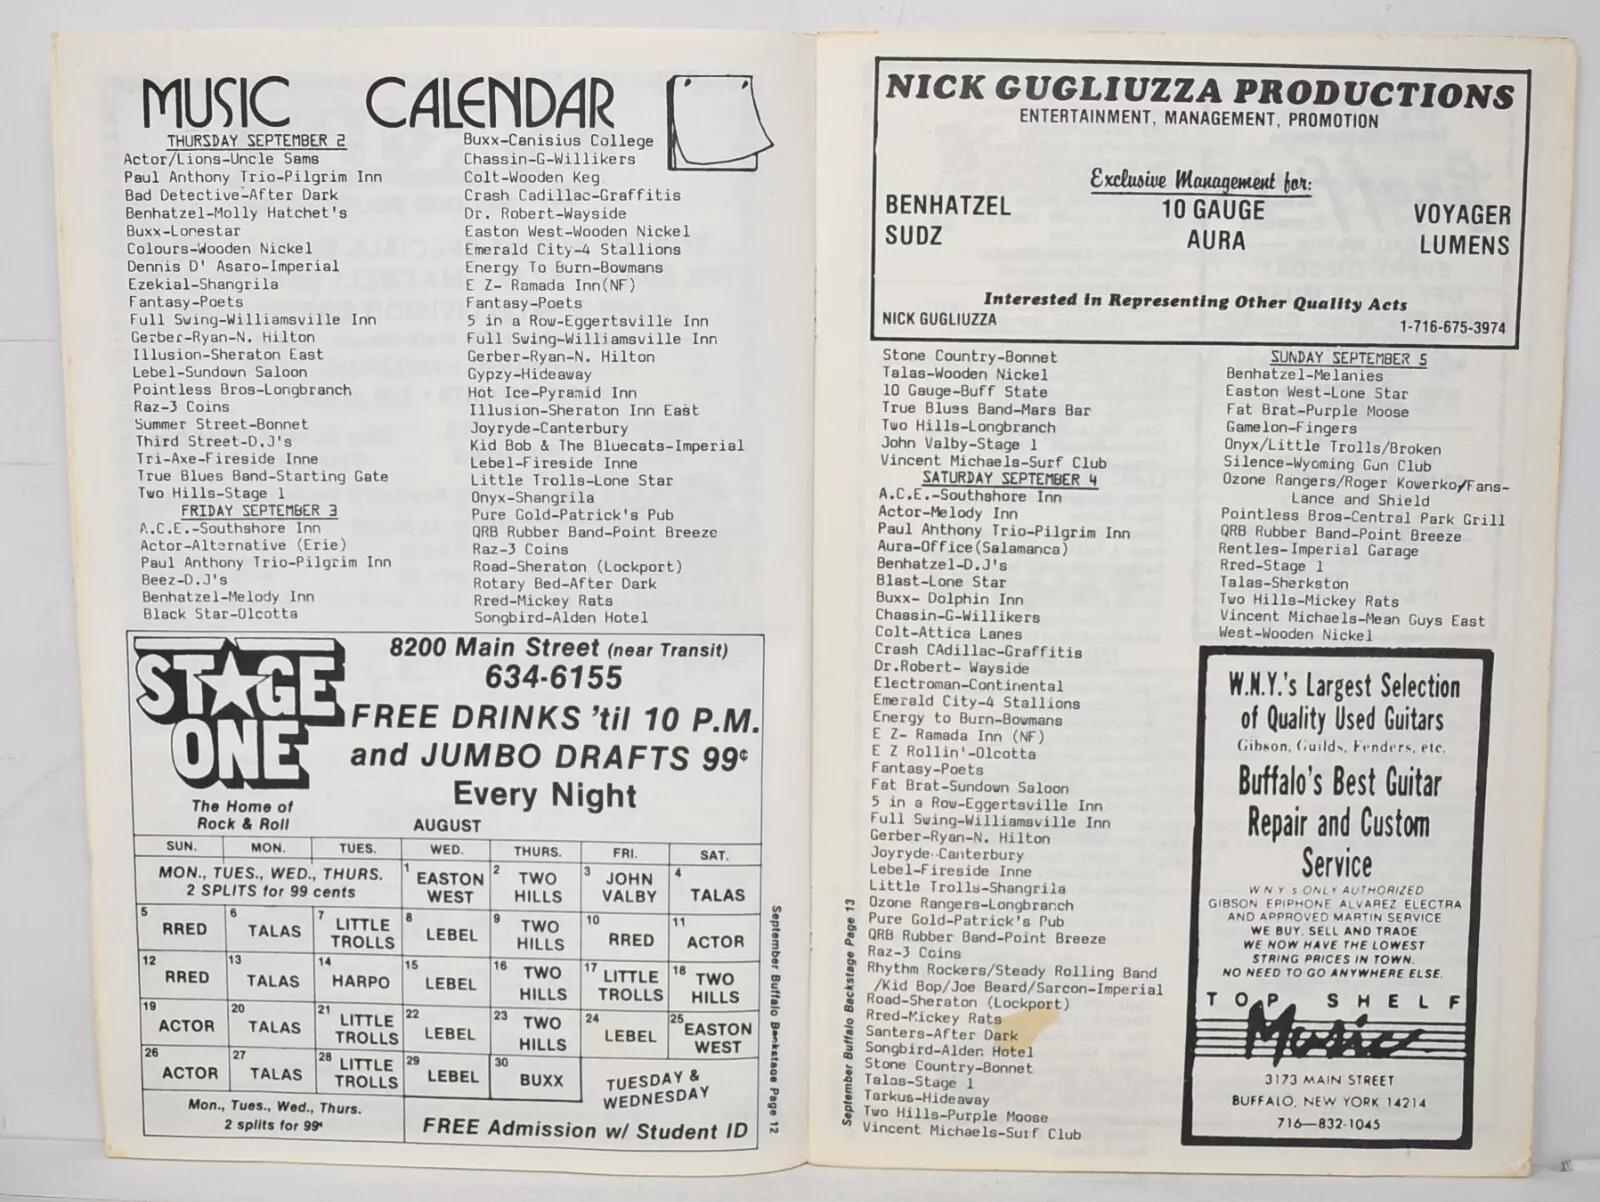 MUSIC CALENDAR
THURSDAY SEPTEMBER 2
Actor/Lions-Uncle Sams
Paul Anthony Trio-Pilgrim Inn
Bad Detective-After Dark
Benhatzel-Molly Hatchet's
Buxx-Lonestar
Colours-Wooden Nickel
Dennis D' Asaro-Imperial
Ezekial-Shangrila
Fantasy-Poets
Full Swing-Williamsville Inn
Gerber-Ryan-N. Hilton
Illusion-Sheraton East
Lebel-Sundown Saloon
Pointless Bros-Longbranch
Raz-3 Coins
Summer Street-Bonnet
Third Street-D.J's
Tri-Axe-Fireside Inne
True Blues Band-Starting Gate
Two Hills-Stage 1
FRIDAY SEPTEMBER 3
A.C.E.-Southshore Inn
Actor-Alternative (Erie)
Paul Anthony Trio-Pilgrim Inn
Beez-D.J's
Benhatzel-Melody Inn
Black Star-Olcotta
Buxx-Canisius College
Chassin-G-Willikers
Colt-Wooden Keg
Crash Cadillac-Graffitis
Dr. Robert-Wayside
Easton West-Wooden Nickel
Emerald City-4 Stallions
Energy To Burn-Bowmans
E Z- Ramada Inn(NF)
Fantasy-Poets
5 in a Row-Eggertsville Inn
Full Swing-Williamsville Inn
Gerber-Ryan-N. Hilton
Gypzy-Hideaway
Hot Ice-Pyramid Inn
Illusion-Sheraton Inn East
Joyryde-Canterbury
Kid Bob & The Bluecats-Imperial
Lebel-Fireside Inne
Little Trolls-Lone Star
Onyx-Shangrila
Pure Gold-Patrick's Pub
QRB Rubber Band-Point Breeze
Raz-3 Coins
Road-Sheraton (Lockport)
Rotary Bed-After Dark
Rred-Mickey Rats
Songbird-Alden Hotel
STAGE ONE
The Home of
Rock & Roll
8200 Main Street (near Transit)
634-6155
FREE DRINKS 'til 10 P.M.
and JUMBO DRAFTS 99¢
Every Night
AUGUST
SUN. MON. TUES. WED. THURS. FRI. SAT.
MON., TUES., WED., THURS.
2 SPLITS for 99 cents
1 EASTON WEST 2 TWO HILLS 3 JOHN VALBY 4 TALAS
5 RRED 6 TALAS 7 LITTLE TROLLS 8 LEBEL 9 TWO HILLS 10 RRED 11 ACTOR
12 RRED 13 TALAS 14 HARPO 15 LEBEL 16 TWO HILLS 17 LITTLE TROLLS 18 TWO HILLS
19 ACTOR 20 TALAS 21 LITTLE TROLLS 22 LEBEL 23 TWO HILLS 24 LEBEL 25 EASTON WEST
26 ACTOR 27 TALAS 28 LITTLE TROLLS 29 LEBEL 30 BUXX
TUESDAY &
WEDNESDAY
Mon., Tues., Wed., Thurs.
2 splits for 99¢
FREE Admission w/ Student ID
September Buffalo Backstage Page 12
NICK GUGLIUZZA PRODUCTIONS
ENTERTAINMENT, MANAGEMENT, PROMOTION
Exclusive Management for:
BENHATZEL 10 GAUGE VOYAGER
SUDZ AURA LUMENS
Interested in Representing Other Quality Acts
NICK GUGLIUZZA 1-716-675-3974
Stone Country-Bonnet
Talas-Wooden Nickel
10 Gauge-Buff State
True Bluss Band-Mars Bar
Two Hills-Longbranch
John Valby-Stage 1
Vincent Michaels-Surf Club
SATURDAY SEPTEMBER 4
A.C.E.-Southshore Inn
Actor-Melody Inn
Paul Anthony Trio-Pilgrim Inn
Aura-Office(Salamanca)
Benhatzel-D.J's
Blast-Lone Star
Buxx- Dolphin Inn
Chassin-G-Willikers
Colt-Attica Lanes
Crash CAdillac-Graffitis
Dr.Robert- Wayside
Electroman-Continental
Emerald City-4 Stallions
Energy to Burn-Bowmans
E Z- Ramada Inn (NF)
E Z Rollin'-Olcotta
Fantasy-Poets
Fat Brat-Sundown Saloon
5 in a Row-Eggertsville Inn
Full Swing-Williamsville Inn
Gerber-Ryan-N. Hilton
Joyryde-Canterbury
Lebel-Fireside Inne
Little Trolls-Shangrila
Ozone Rangers-Longbranch
Pure Gold-Patrick's Pub
QRB Rubber Band-Point Breeze
Raz-3 Coins
Rhythm Rockers/Steady Rolling Band
/Kid Bop/Joe Beard/Sarcon-Imperial
Road-Sheraton (Lockport)
Rred-Mickey Rats
Santers-After Dark
Songbird-Alden Hotel
Stone Country-Bonnet
Talas-Stage 1
Tarkus-Hideaway
Two Hills-Purple Moose
Vincent Michaels-Surf Club
September Buffalo Backstage Page 13
SUNDAY SEPTEMBER 5
Benhatzel-Melanies
Easton West-Lone Star
Fat Brat-Purple Moose
Gamelon-Fingers
Onyx/Little Trolls/Broken
Silence-Wyoming Gun Club
Ozone Rangers/Roger Kowerko/Fans-
Lance and Shield
Pointless Bros-Central Park Grill
QRB Rubber Band-Point Breeze
Rentles-Imperial Garage
Rred-Stage 1
Talas-Sherkston
Two Hills-Mickey Rats
Vincent Michaels-Mean Guys East
West-Wooden Nickel
W.N.Y.'s Largest Selection
of Quality Used Guitars
Gibson, Guilds, Fenders, etc.
Buffalo's Best Guitar
Repair and Custom
Service
WNY's ONLY AUTHORIZED
GIBSON EPIPHONE ALVAREZ ELECTRA
AND APPROVED MARTIN SERVICE
WE BUY, SELL AND TRADE
WE NOW HAVE THE LOWEST
STRING PRICES IN TOWN.
NO NEED TO GO ANYWHERE ELSE.
TOP SHELF
Music
3173 MAIN STREET
BUFFALO, NEW YORK 14214
716—832-1045